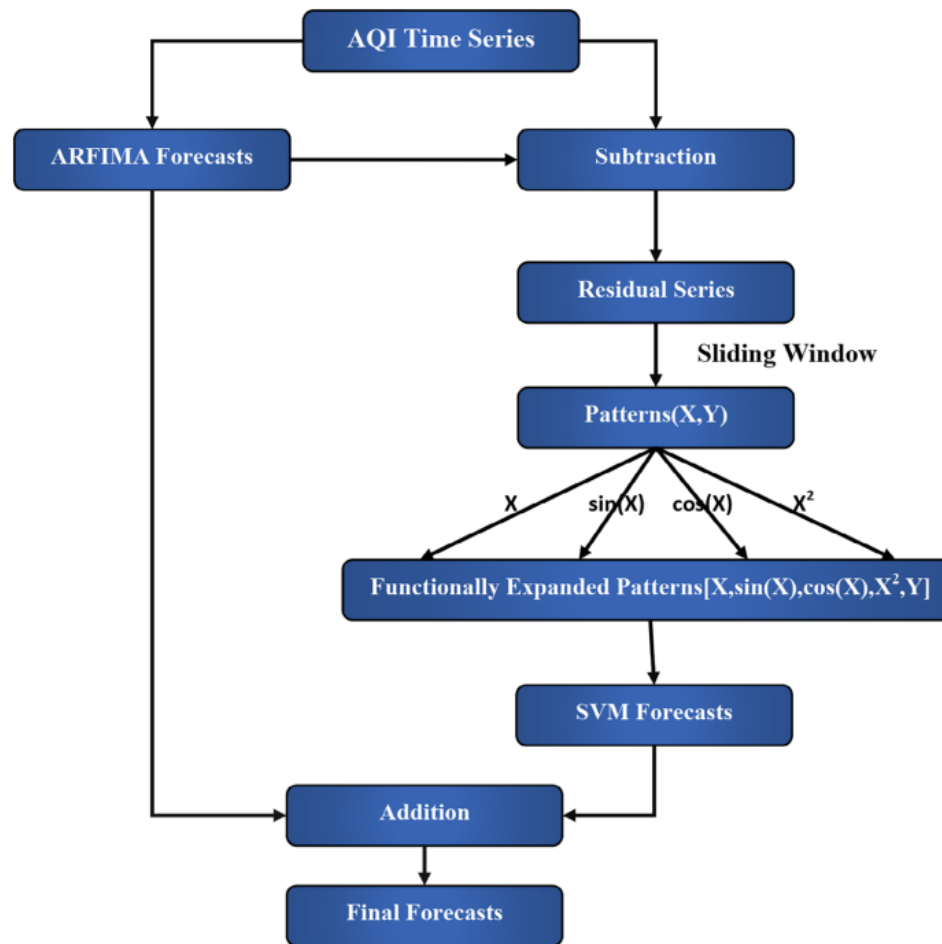 AQI Time Series
ARFIMA Forecasts
Subtraction
Residual Series
Sliding Window
Patterns(X,Y)
X
sin(X)
cos(X)
X²
Functionally Expanded Patterns[X,sin(X),cos(X),X²,Y]
SVM Forecasts
Addition
Final Forecasts